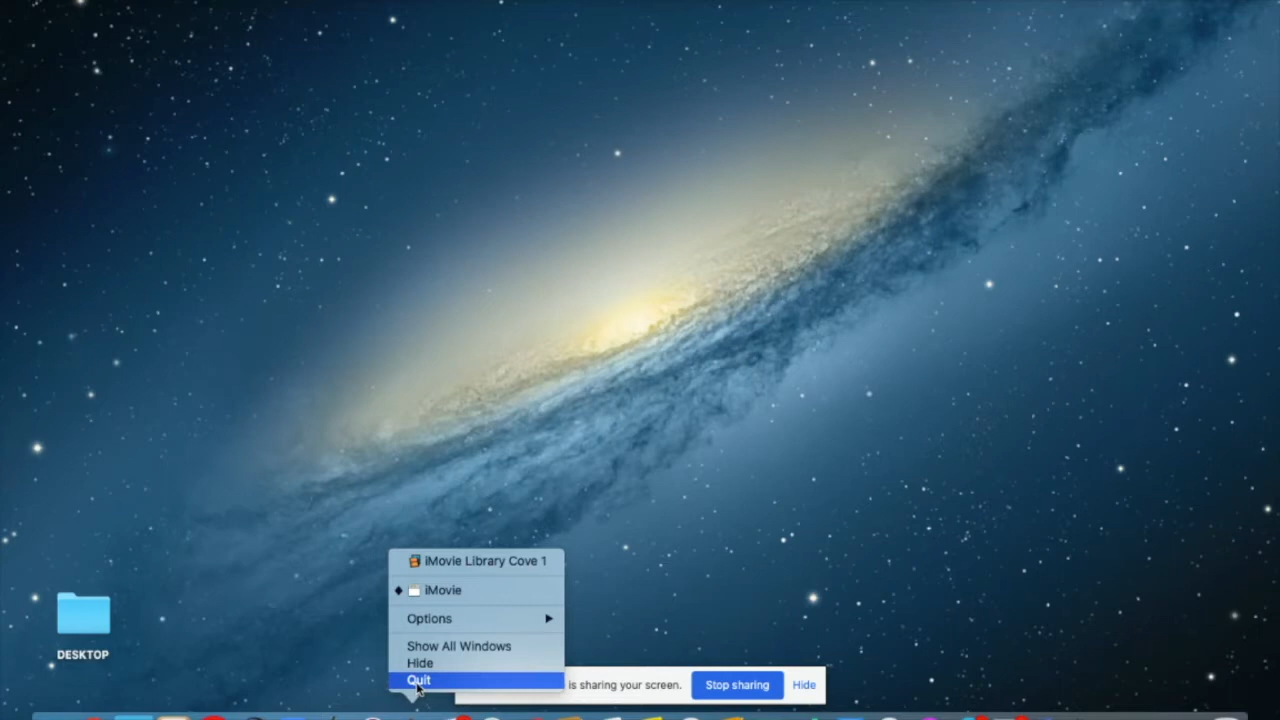 iMovie Library Cove 1
iMovie
Options
Show All Windows
Hide
Quit
is sharing your screen.
Stop sharing
Hide
DESKTOP